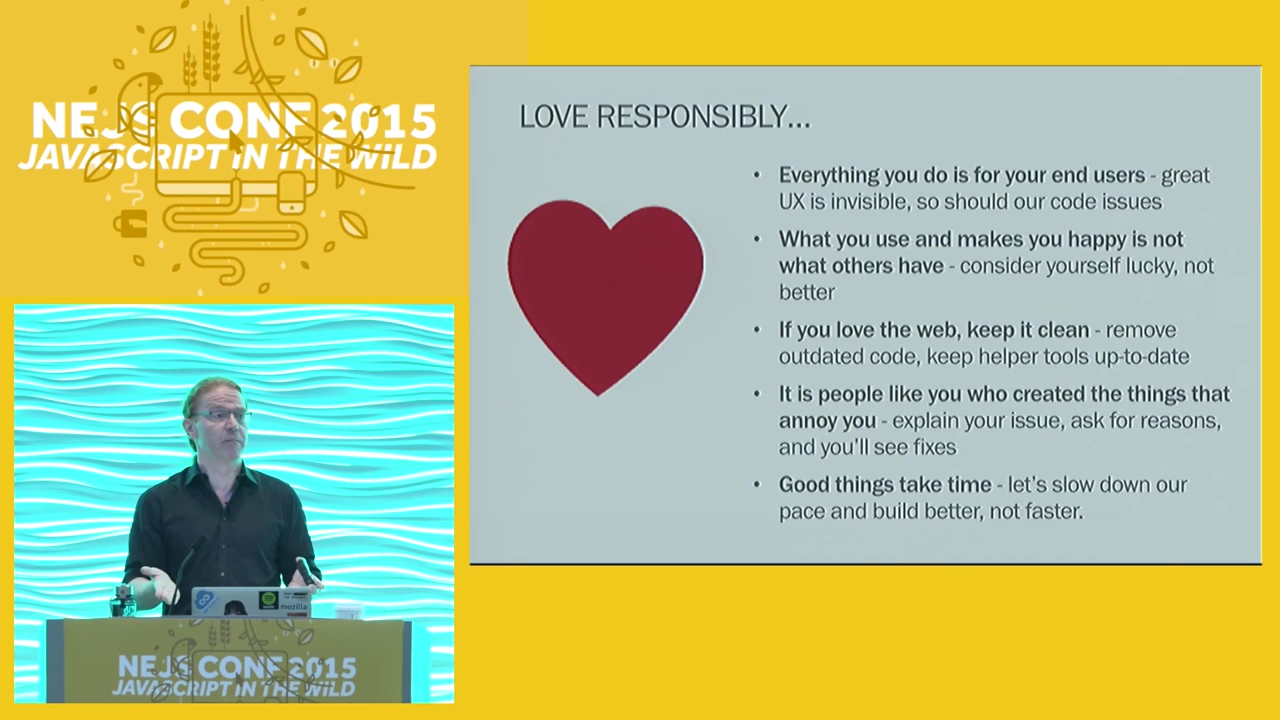 NEJS CONF 2015
JAVASCRIPT IN THE WILD
LOVE RESPONSIBLY...
• Everything you do is for your end users - great
UX is invisible, so should our code issues
• What you use and makes you happy is not
what others have - consider yourself lucky, not
better
• If you love the web, keep it clean - remove
outdated code, keep helper tools up-to-date
• It is people like you who created the things that
annoy you - explain your issue, ask for reasons,
and you'll see fixes
• Good things take time - let's slow down our
pace and build better, not faster.
mozilla
NEJS CONF 2015
JAVASCRIPT IN THE WILD